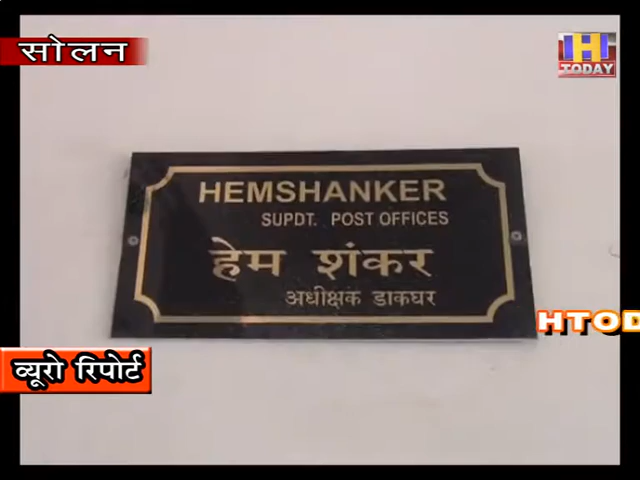 सोलन
H
TODAY
HEMSHANKER
SUPDT. POST OFFICES
हेम शंकर
अधीक्षक डाकघर
HTOD
व्यूरो रिपोर्ट